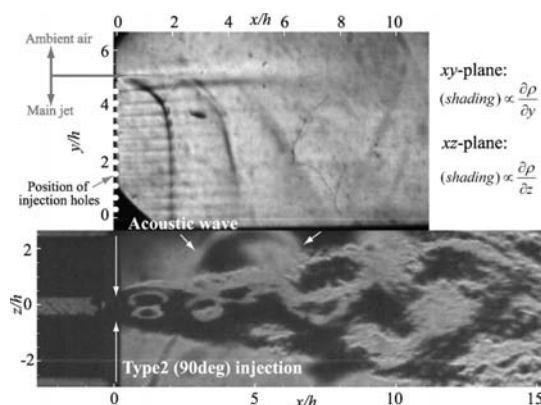 x/h
0 2 4 6 8 10
Ambient air
Main jet
6
4
2
0
y/h
Position of
injection holes
xy-plane:
(shading) ∝ ∂ρ/∂y
xz-plane:
(shading) ∝ ∂ρ/∂z
Acoustic wave
2
0
-2
z/h
Type2 (90deg) injection
0 5 10 15
x/h